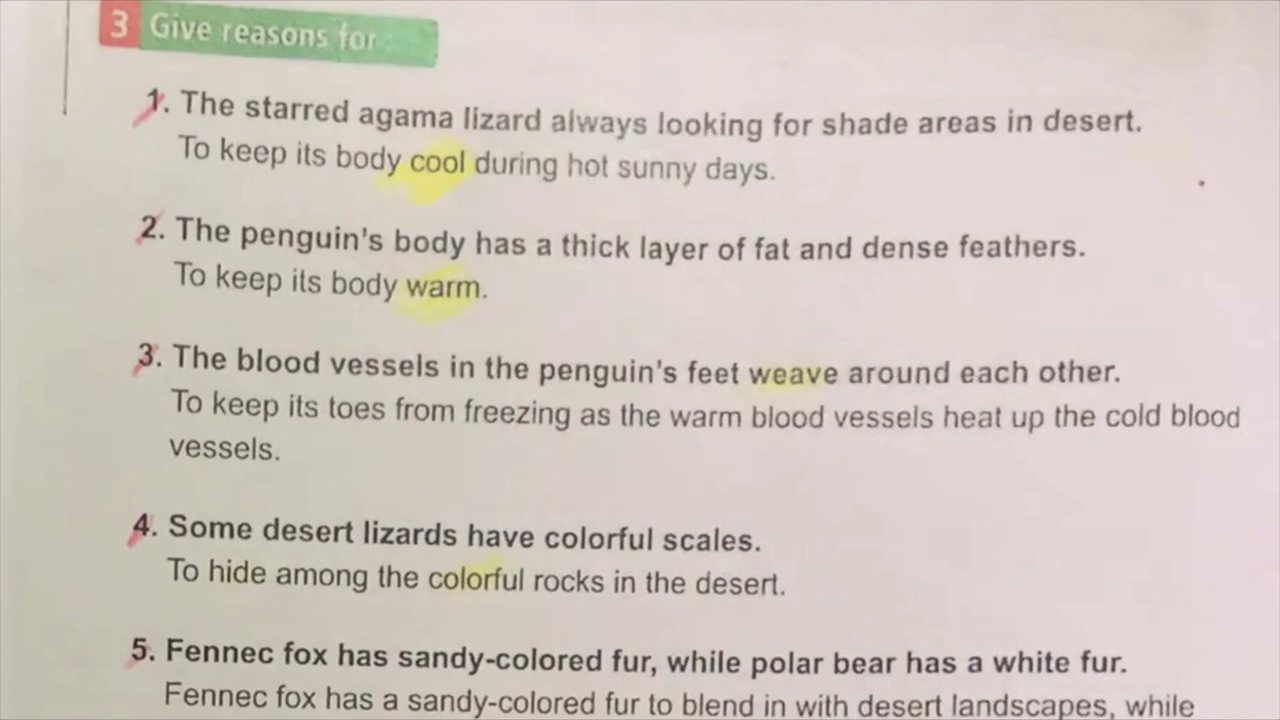 3 Give reasons for
1. The starred agama lizard always looking for shade areas in desert.
To keep its body cool during hot sunny days.
2. The penguin's body has a thick layer of fat and dense feathers.
To keep its body warm.
3. The blood vessels in the penguin's feet weave around each other.
To keep its toes from freezing as the warm blood vessels heat up the cold blood
vessels.
4. Some desert lizards have colorful scales.
To hide among the colorful rocks in the desert.
5. Fennec fox has sandy-colored fur, while polar bear has a white fur.
Fennec fox has a sandy-colored fur to blend in with desert landscapes, while